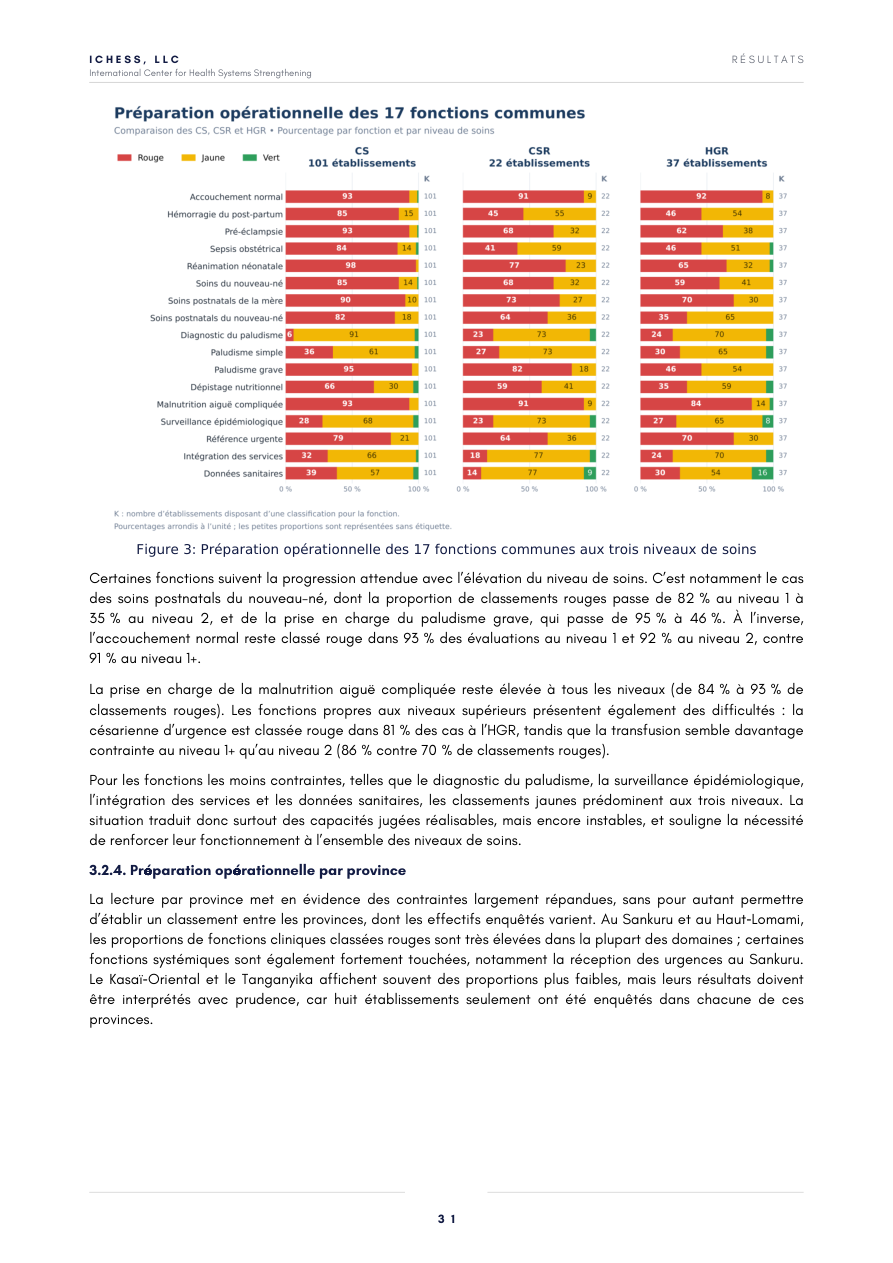 ICHESS, LLC
International Center for Health Systems Strengthening
RÉSULTATS
Préparation opérationnelle des 17 fonctions communes
Comparaison des CS, CSR et HGR • Pourcentage par fonction et par niveau de soins
Rouge Jaune Vert
CS
101 établissements
CSR
22 établissements
HGR
37 établissements
K K K
Accouchement normal 93 101 91 9 22 92 8 37
Hémorragie du post-partum 85 15 101 45 55 22 46 54 37
Pré-éclampsie 93 101 68 32 22 62 38 37
Sepsis obstétrical 84 14 101 41 59 22 46 51 37
Réanimation néonatale 98 101 77 23 22 65 32 37
Soins du nouveau-né 85 14 101 68 32 22 59 41 37
Soins postnatals de la mère 90 10 101 73 27 22 70 30 37
Soins postnatals du nouveau-né 82 18 101 64 36 22 35 65 37
Diagnostic du paludisme 6 91 101 23 73 22 24 70 37
Paludisme simple 36 61 101 27 73 22 30 65 37
Paludisme grave 95 101 82 18 22 46 54 37
Dépistage nutritionnel 66 30 101 59 41 22 35 59 37
Malnutrition aiguë compliquée 93 101 91 9 22 84 14 37
Surveillance épidémiologique 28 68 101 23 73 22 27 65 8 37
Référence urgente 79 21 101 64 36 22 70 30 37
Intégration des services 32 66 101 18 77 22 24 70 37
Données sanitaires 39 57 101 14 77 9 22 30 54 16 37
0 % 50 % 100 % 0 % 50 % 100 % 0 % 50 % 100 %
K : nombre d’établissements disposant d’une classification pour la fonction.
Pourcentages arrondis à l’unité ; les petites proportions sont représentées sans étiquette.
Figure 3: Préparation opérationnelle des 17 fonctions communes aux trois niveaux de soins
Certaines fonctions suivent la progression attendue avec l’élévation du niveau de soins. C’est notamment le cas
des soins postnatals du nouveau-né, dont la proportion de classements rouges passe de 82 % au niveau 1 à
35 % au niveau 2, et de la prise en charge du paludisme grave, qui passe de 95 % à 46 %. À l’inverse,
l’accouchement normal reste classé rouge dans 93 % des évaluations au niveau 1 et 92 % au niveau 2, contre
91 % au niveau 1+.
La prise en charge de la malnutrition aiguë compliquée reste élevée à tous les niveaux (de 84 % à 93 % de
classements rouges). Les fonctions propres aux niveaux supérieurs présentent également des difficultés : la
césarienne d’urgence est classée rouge dans 81 % des cas à l’HGR, tandis que la transfusion semble davantage
contrainte au niveau 1+ qu’au niveau 2 (86 % contre 70 % de classements rouges).
Pour les fonctions les moins contraintes, telles que le diagnostic du paludisme, la surveillance épidémiologique,
l’intégration des services et les données sanitaires, les classements jaunes prédominent aux trois niveaux. La
situation traduit donc surtout des capacités jugées réalisables, mais encore instables, et souligne la nécessité
de renforcer leur fonctionnement à l’ensemble des niveaux de soins.
3.2.4. Préparation opérationnelle par province
La lecture par province met en évidence des contraintes largement répandues, sans pour autant permettre
d’établir un classement entre les provinces, dont les effectifs enquêtés varient. Au Sankuru et au Haut-Lomami,
les proportions de fonctions cliniques classées rouges sont très élevées dans la plupart des domaines ; certaines
fonctions systémiques sont également fortement touchées, notamment la réception des urgences au Sankuru.
Le Kasaï-Oriental et le Tanganyika affichent souvent des proportions plus faibles, mais leurs résultats doivent
être interprétés avec prudence, car huit établissements seulement ont été enquêtés dans chacune de ces
provinces.
31